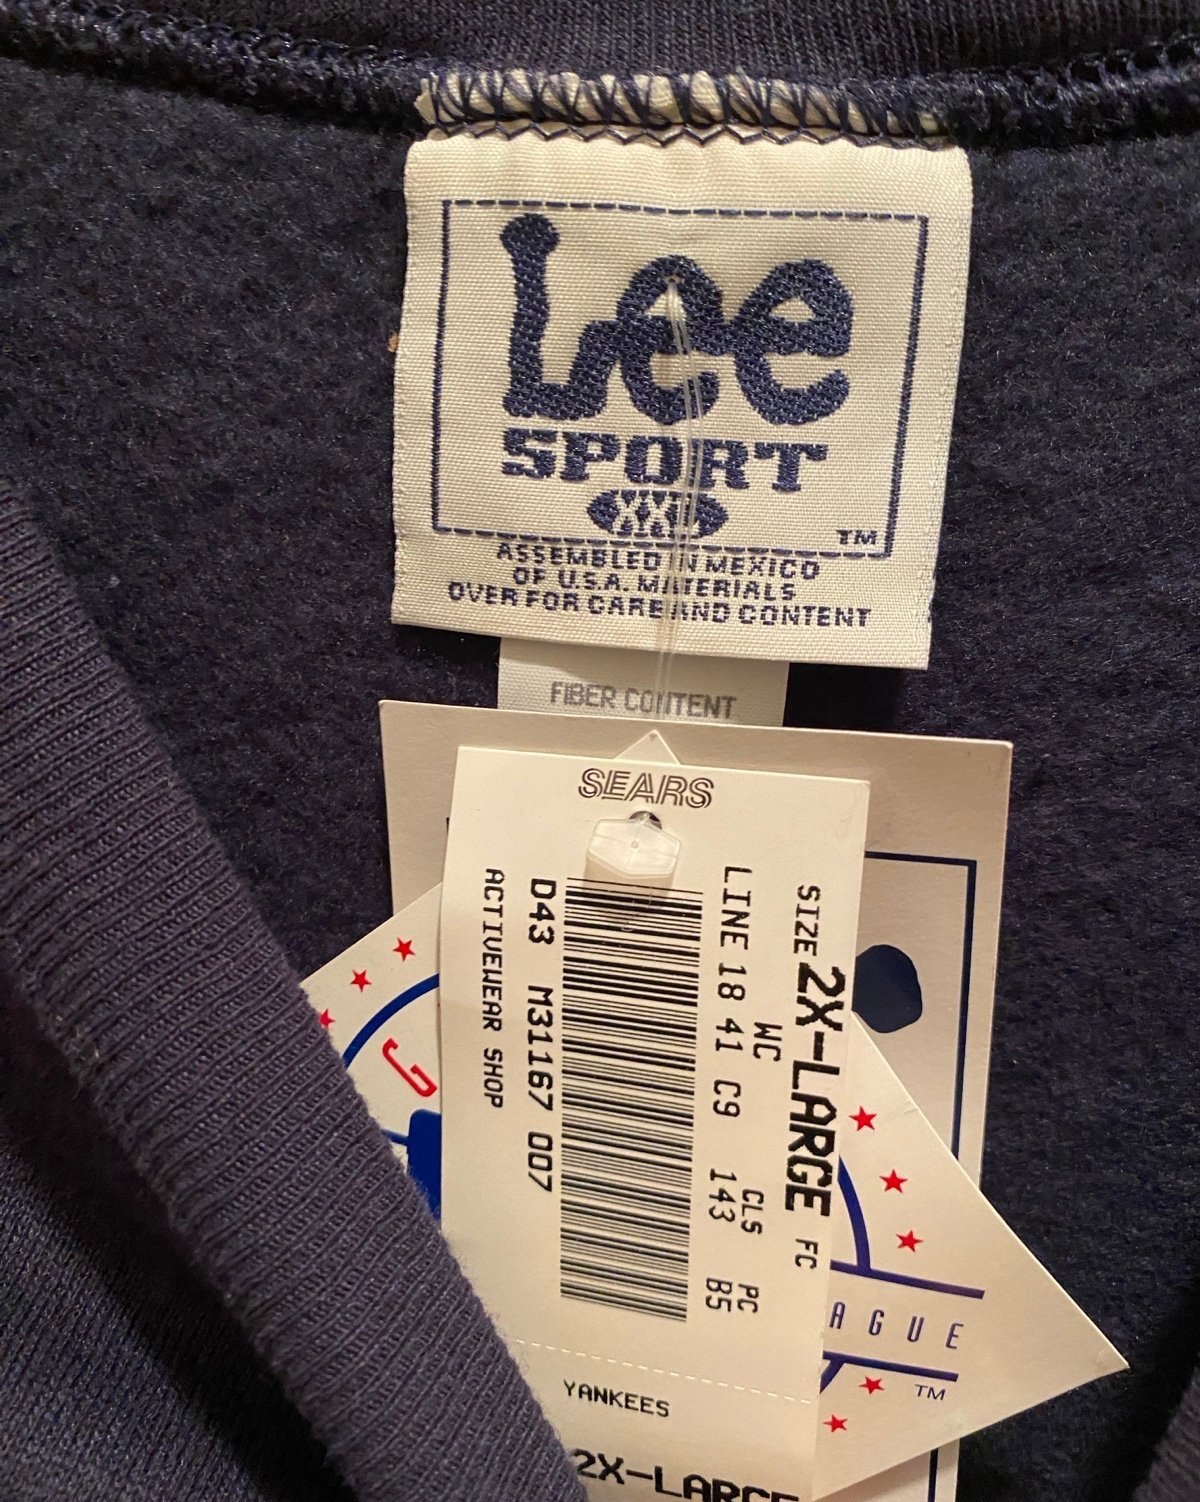 Lee
SPORT
XXL
TM
ASSEMBLED IN MEXICO
OF U.S.A. MATERIALS
OVER FOR CARE AND CONTENT
FIBER CONTENT
SEARS
SIZE 2X-LARGE FC
WC CLS PC
LINE 18 41 C9 143 B5
D43 M31167 007
ACTIVEWEAR SHOP
YANKEES
2X-LARGE
G
AGUE
TM